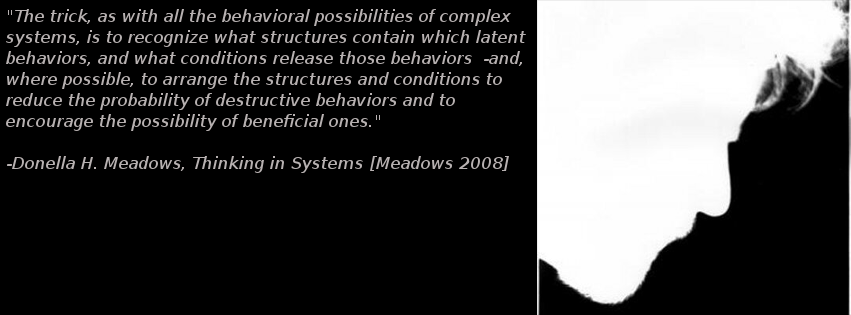 "The trick, as with all the behavioral possibilities of complex
systems, is to recognize what structures contain which latent
behaviors, and what conditions release those behaviors  -and,
where possible, to arrange the structures and conditions to
reduce the probability of destructive behaviors and to
encourage the possibility of beneficial ones."
-Donella H. Meadows, Thinking in Systems [Meadows 2008]